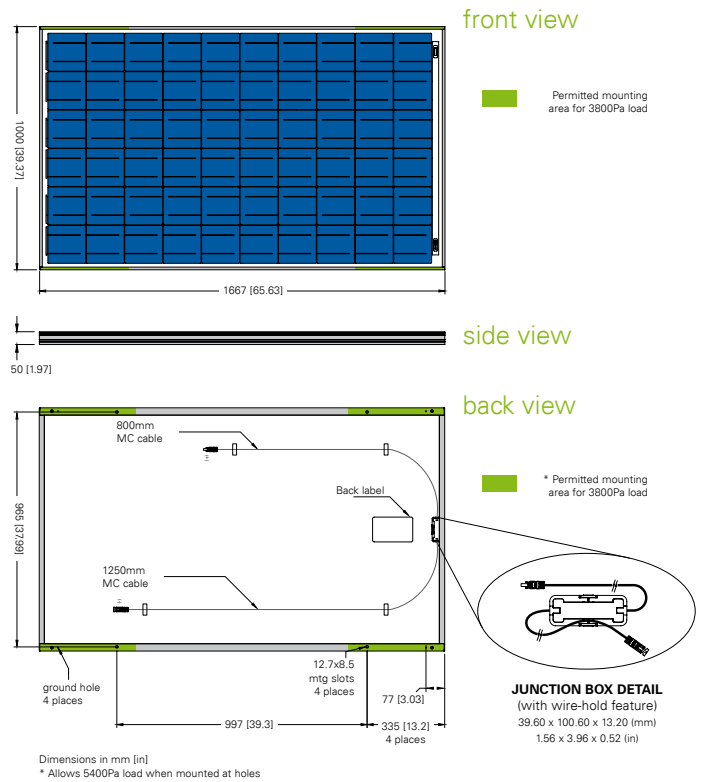 front view
Permitted mounting
area for 3800Pa load
1000 [39.37]
1667 [65.63]
side view
50 [1.97]
back view
800mm
MC cable
* Permitted mounting
area for 3800Pa load
Back label
965 [37.99]
1250mm
MC cable
ground hole
4 places
12.7x8.5
mtg slots
4 places
77 [3.03]
997 [39.3]
335 [13.2]
4 places
JUNCTION BOX DETAIL
(with wire-hold feature)
39.60 x 100.60 x 13.20 (mm)
1.56 x 3.96 x 0.52 (in)
Dimensions in mm [in]
* Allows 5400Pa load when mounted at holes